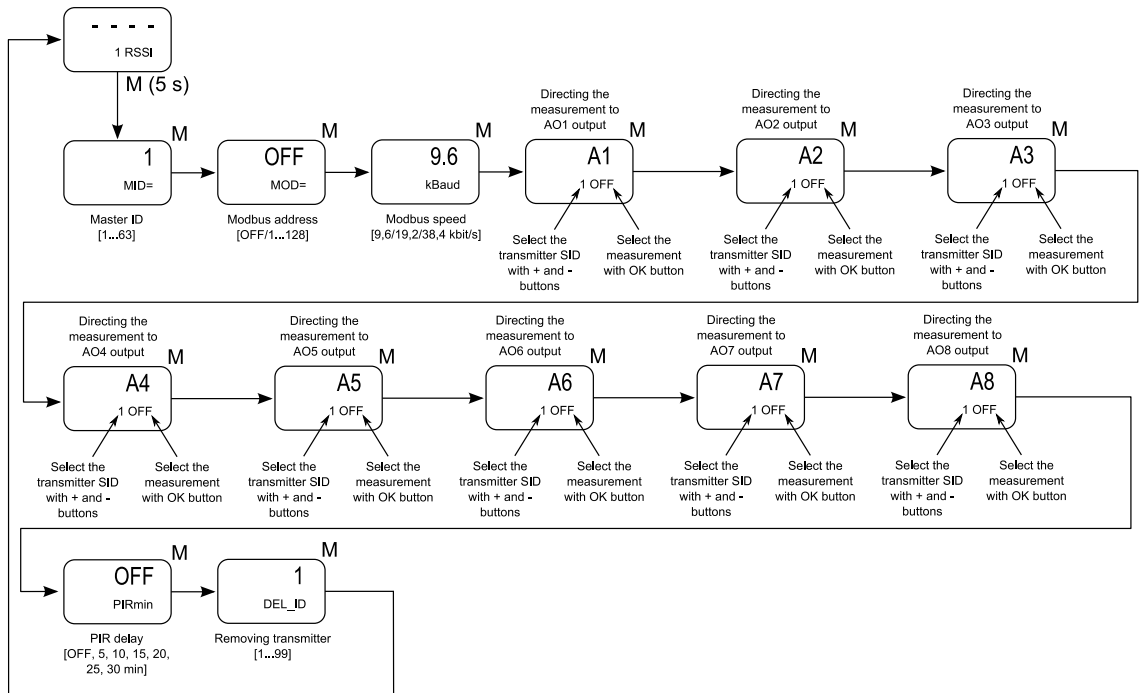 - - - -
1 RSSI
M (5 s)
M
1
MID=
Master ID
[1...63]
M
OFF
MOD=
Modbus address
[OFF/1...128]
M
9.6
kBaud
Modbus speed
[9,6/19,2/38,4 kbit/s]
Directing the
measurement to
AO1 output
M
A1
1 OFF
Select the
transmitter SID
with + and -
buttons
Select the
measurement
with OK button
Directing the
measurement to
AO2 output
M
A2
1 OFF
Select the
transmitter SID
with + and -
buttons
Select the
measurement
with OK button
Directing the
measurement to
AO3 output
M
A3
1 OFF
Select the
transmitter SID
with + and -
buttons
Select the
measurement
with OK button
Directing the
measurement to
AO4 output
M
A4
1 OFF
Select the
transmitter SID
with + and -
buttons
Select the
measurement
with OK button
Directing the
measurement to
AO5 output
M
A5
1 OFF
Select the
transmitter SID
with + and -
buttons
Select the
measurement
with OK button
Directing the
measurement to
AO6 output
M
A6
1 OFF
Select the
transmitter SID
with + and -
buttons
Select the
measurement
with OK button
Directing the
measurement to
AO7 output
M
A7
1 OFF
Select the
transmitter SID
with + and -
buttons
Select the
measurement
with OK button
Directing the
measurement to
AO8 output
M
A8
1 OFF
Select the
transmitter SID
with + and -
buttons
Select the
measurement
with OK button
M
OFF
PIRmin
PIR delay
[OFF, 5, 10, 15, 20,
25, 30 min]
M
1
DEL_ID
Removing transmitter
[1...99]